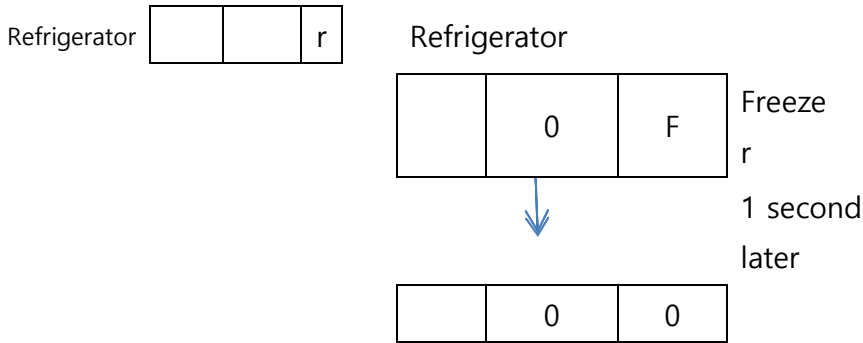 Refrigerator r
Refrigerator
0 F
Freeze
r
1 second
later
0 0